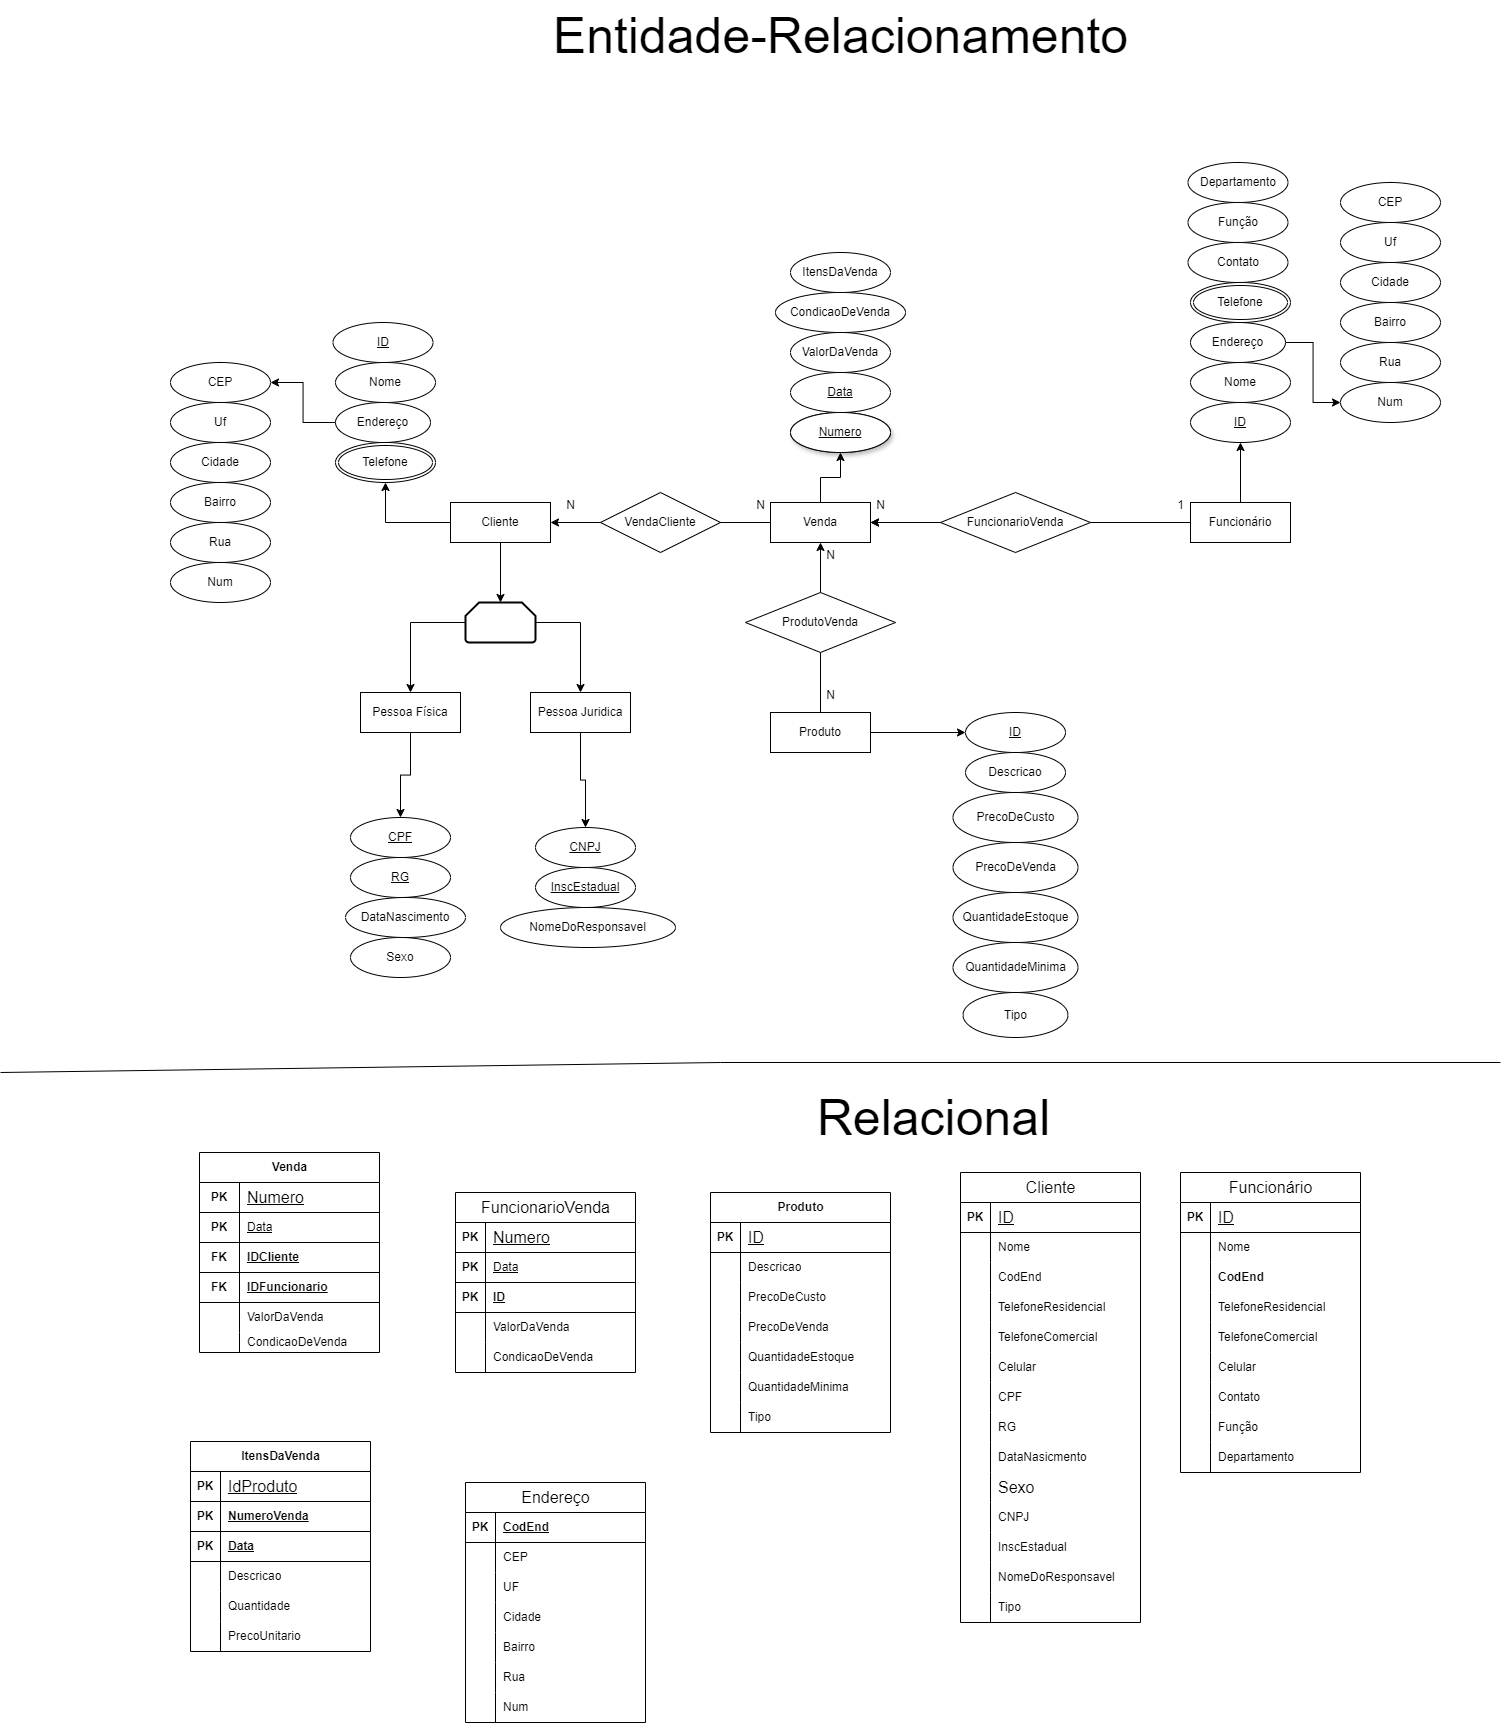 Entidade-Relacionamento
Departamento
Função
Contato
Telefone
Endereço
Nome
ID
CEP
Uf
Cidade
Bairro
Rua
Num
ItensDaVenda
CondicaoDeVenda
ValorDaVenda
Data
Numero
ID
Nome
Endereço
Telefone
CEP
Uf
Cidade
Bairro
Rua
Num
Cliente
N
VendaCliente
N
Venda
N
FuncionarioVenda
1
Funcionário
N
ProdutoVenda
N
Produto
Pessoa Física
Pessoa Juridica
CPF
RG
DataNascimento
Sexo
CNPJ
InscEstadual
NomeDoResponsavel
ID
Descricao
PrecoDeCusto
PrecoDeVenda
QuantidadeEstoque
QuantidadeMinima
Tipo
Relacional
Venda
PK Numero
PK Data
FK IDCliente
FK IDFuncionario
ValorDaVenda
CondicaoDeVenda
FuncionarioVenda
PK Numero
PK Data
PK ID
ValorDaVenda
CondicaoDeVenda
Produto
PK ID
Descricao
PrecoDeCusto
PrecoDeVenda
QuantidadeEstoque
QuantidadeMinima
Tipo
Cliente
PK ID
Nome
CodEnd
TelefoneResidencial
TelefoneComercial
Celular
CPF
RG
DataNasicmento
Sexo
CNPJ
InscEstadual
NomeDoResponsavel
Tipo
Funcionário
PK ID
Nome
CodEnd
TelefoneResidencial
TelefoneComercial
Celular
Contato
Função
Departamento
ItensDaVenda
PK IdProduto
PK NumeroVenda
PK Data
Descricao
Quantidade
PrecoUnitario
Endereço
PK CodEnd
CEP
UF
Cidade
Bairro
Rua
Num